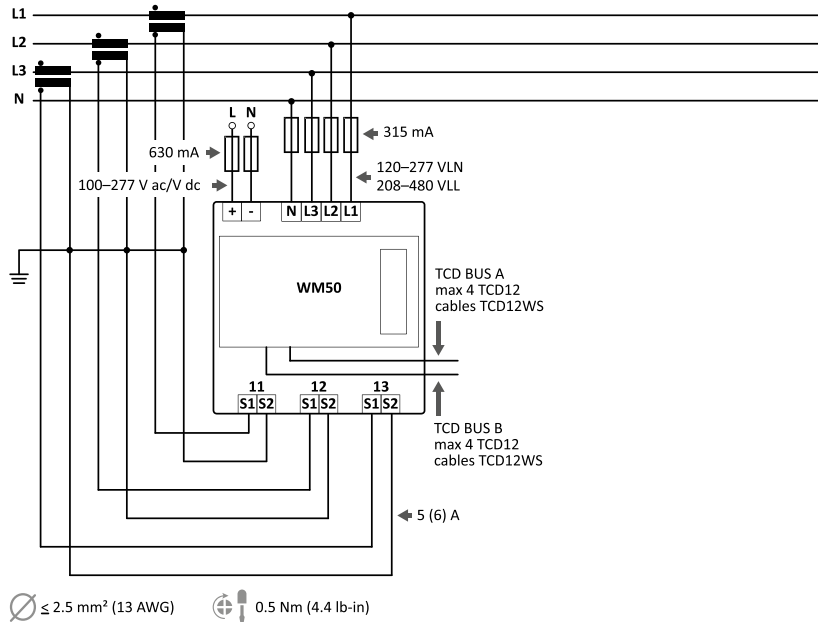 L1
L2
L3
N
L N
630 mA
315 mA
100–277 V ac/V dc
120–277 VLN
208–480 VLL
+ -
N L3 L2 L1
WM50
TCD BUS A
max 4 TCD12
cables TCD12WS
11 12 13
S1 S2 S1 S2 S1 S2
TCD BUS B
max 4 TCD12
cables TCD12WS
5 (6) A
≤ 2.5 mm² (13 AWG)
0.5 Nm (4.4 lb-in)